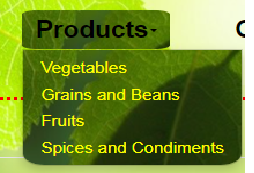 Products
Vegetables
Grains and Beans
Fruits
Spices and Condiments